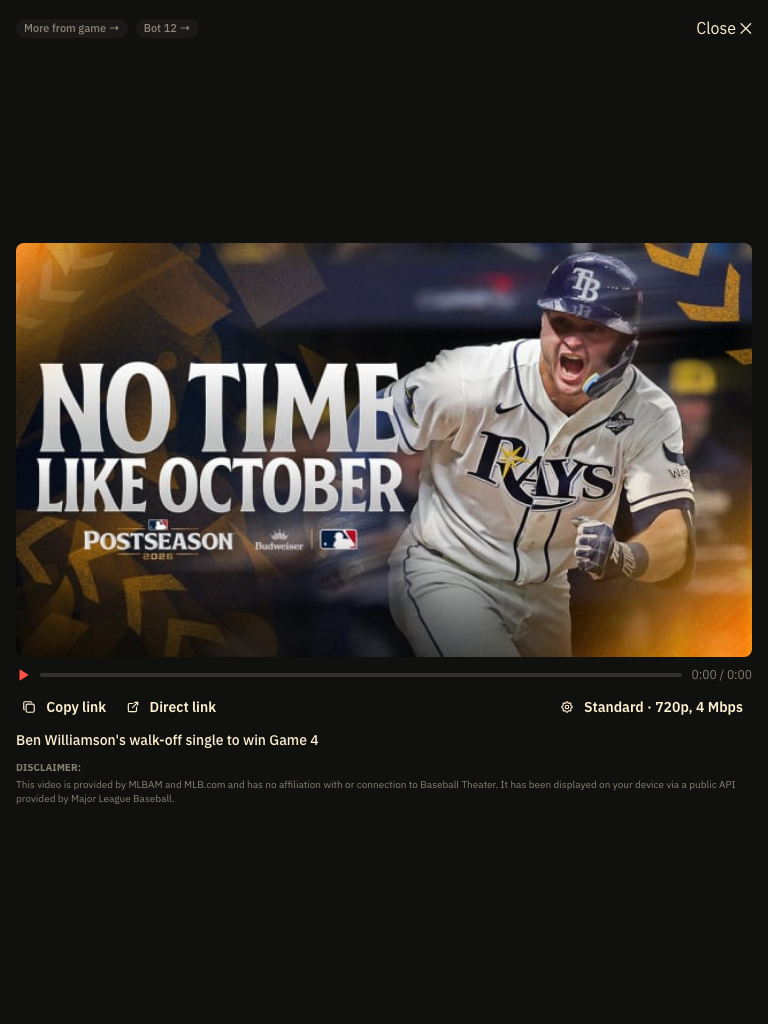 More from game →
Bot 12 →
Close ×
TB
NO TIME
LIKE OCTOBER
RAYS
POSTSEASON
2026
Budweiser
0:00 / 0:00
Copy link
Direct link
Standard · 720p, 4 Mbps
Ben Williamson's walk-off single to win Game 4
DISCLAIMER:
This video is provided by MLBAM and MLB.com and has no affiliation with or connection to Baseball Theater. It has been displayed on your device via a public API
provided by Major League Baseball.